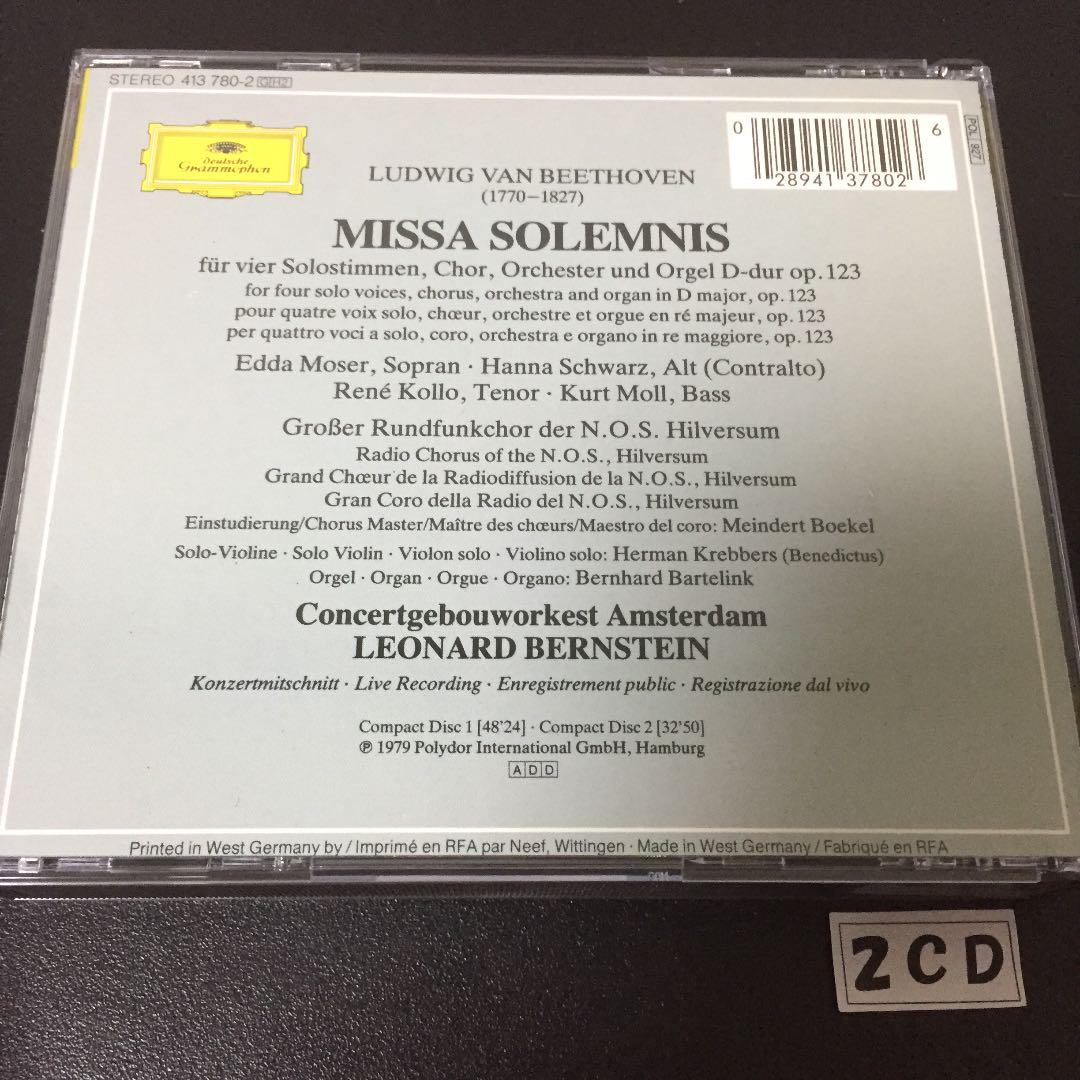 STEREO 413 780-2 GH2
Deutsche
Grammophon
0 28941 37802 6
POL 927
LUDWIG VAN BEETHOVEN
(1770–1827)
MISSA SOLEMNIS
für vier Solostimmen, Chor, Orchester und Orgel D-dur op. 123
for four solo voices, chorus, orchestra and organ in D major, op. 123
pour quatre voix solo, chœur, orchestre et orgue en ré majeur, op. 123
per quattro voci a solo, coro, orchestra e organo in re maggiore, op. 123
Edda Moser, Sopran · Hanna Schwarz, Alt (Contralto)
René Kollo, Tenor · Kurt Moll, Bass
Großer Rundfunkchor der N.O.S. Hilversum
Radio Chorus of the N.O.S., Hilversum
Grand Chœur de la Radiodiffusion de la N.O.S., Hilversum
Gran Coro della Radio del N.O.S., Hilversum
Einstudierung/Chorus Master/Maître des chœurs/Maestro del coro: Meindert Boekel
Solo-Violine · Solo Violin · Violon solo · Violino solo: Herman Krebbers (Benedictus)
Orgel · Organ · Orgue · Organo: Bernhard Bartelink
Concertgebouworkest Amsterdam
LEONARD BERNSTEIN
Konzertmitschnitt · Live Recording · Enregistrement public · Registrazione dal vivo
Compact Disc 1 [48'24] · Compact Disc 2 [32'50]
℗ 1979 Polydor International GmbH, Hamburg
ADD
Printed in West Germany by / Imprimé en RFA par Neef, Wittingen · Made in West Germany / Fabriqué en RFA
2CD